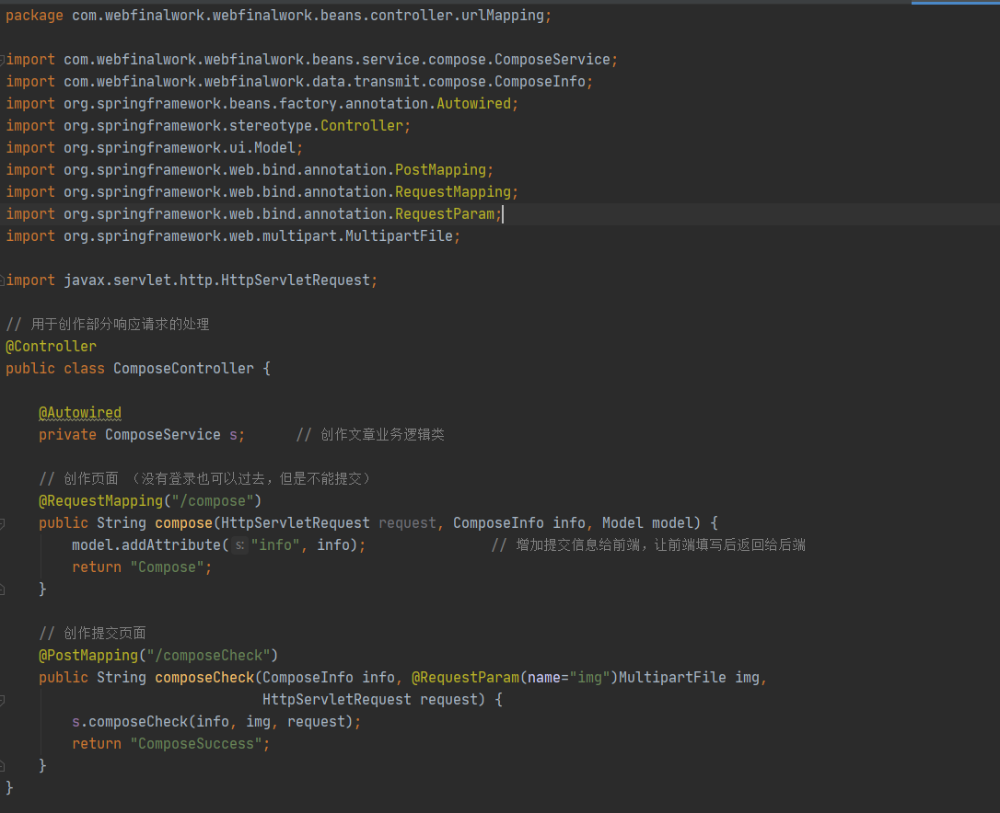 package com.webfinalwork.webfinalwork.beans.controller.urlMapping;
import com.webfinalwork.webfinalwork.beans.service.compose.ComposeService;
import com.webfinalwork.webfinalwork.data.transmit.compose.ComposeInfo;
import org.springframework.beans.factory.annotation.Autowired;
import org.springframework.stereotype.Controller;
import org.springframework.ui.Model;
import org.springframework.web.bind.annotation.PostMapping;
import org.springframework.web.bind.annotation.RequestMapping;
import org.springframework.web.bind.annotation.RequestParam;
import org.springframework.web.multipart.MultipartFile;
import javax.servlet.http.HttpServletRequest;
// 用于创作部分响应请求的处理
@Controller
public class ComposeController {
@Autowired
private ComposeService s;      // 创作文章业务逻辑类
// 创作页面 （没有登录也可以过去，但是不能提交）
@RequestMapping("/compose")
public String compose(HttpServletRequest request, ComposeInfo info, Model model) {
model.addAttribute( s: "info", info);               // 增加提交信息给前端，让前端填写后返回给后端
return "Compose";
}
// 创作提交页面
@PostMapping("/composeCheck")
public String composeCheck(ComposeInfo info, @RequestParam(name="img")MultipartFile img,
HttpServletRequest request) {
s.composeCheck(info, img, request);
return "ComposeSuccess";
}
}